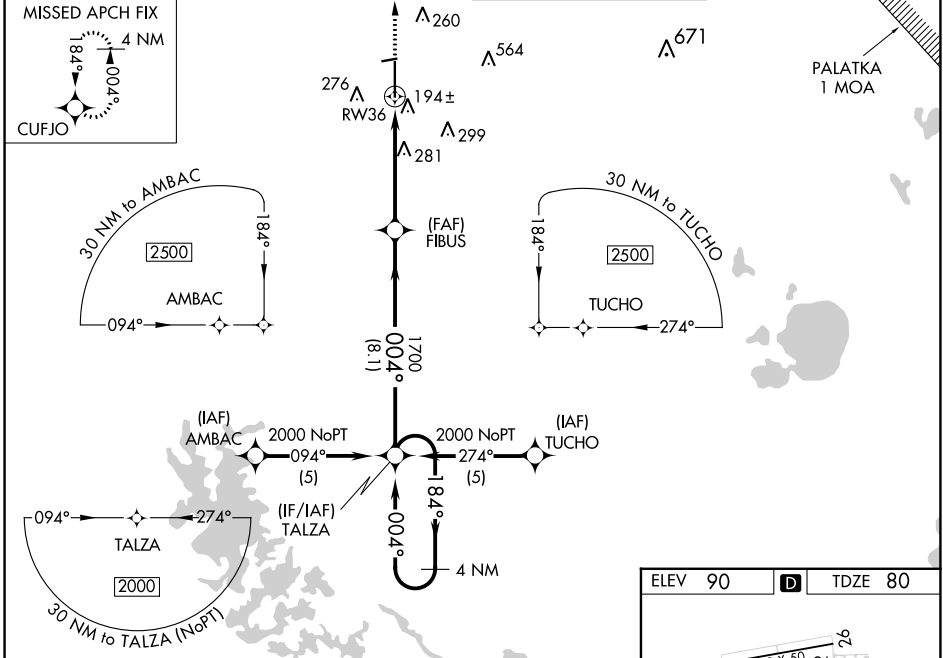 MISSED APCH FIX
4 NM
184°
004°
CUFJO
260
564
671
PALATKA
1 MOA
276
RW36
194±
299
281
30 NM to AMBAC
184°
2500
AMBAC
094°
(FAF)
FIBUS
30 NM to TUCHO
184°
2500
TUCHO
274°
1700
004°
(8.1)
(IAF)
AMBAC
2000 NoPT
094°
(5)
2000 NoPT
274°
(5)
(IAF)
TUCHO
(IF/IAF)
TALZA
004°
184°
4 NM
094°
274°
TALZA
2000
30 NM to TALZA (NoPT)
ELEV 90 D TDZE 80
26
X 50